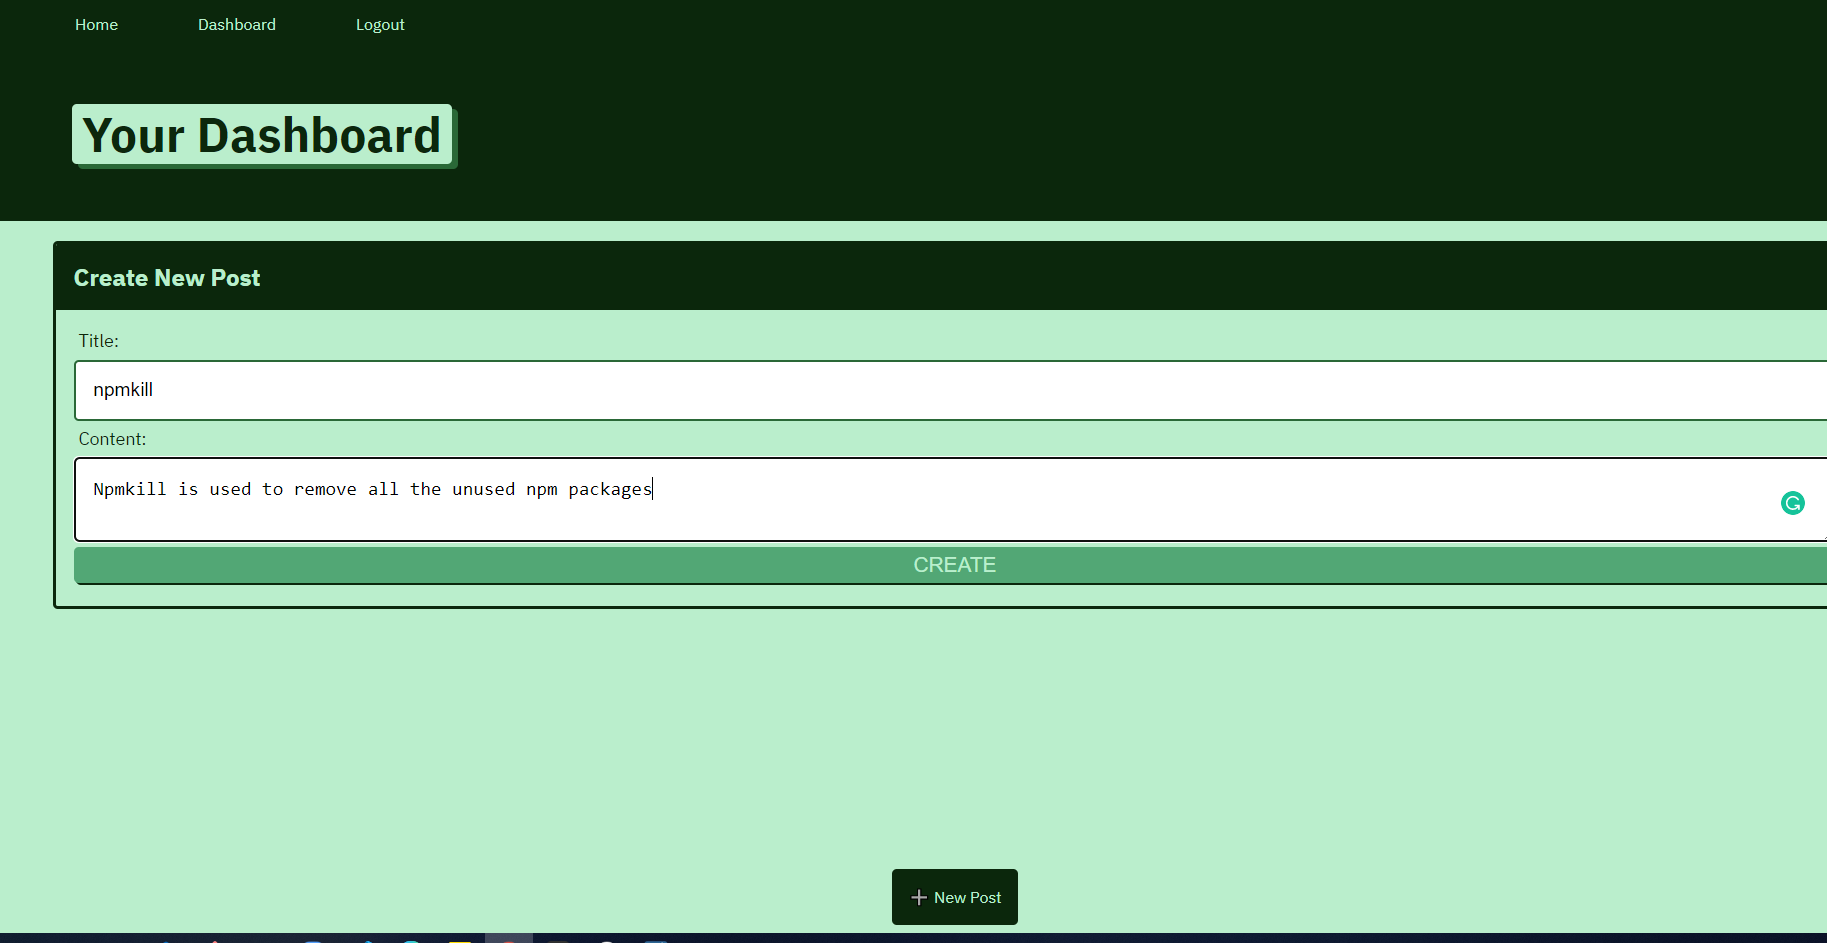 Home Dashboard Logout
Your Dashboard
Create New Post
Title:
npmkill
Content:
Npmkill is used to remove all the unused npm packages
CREATE
New Post